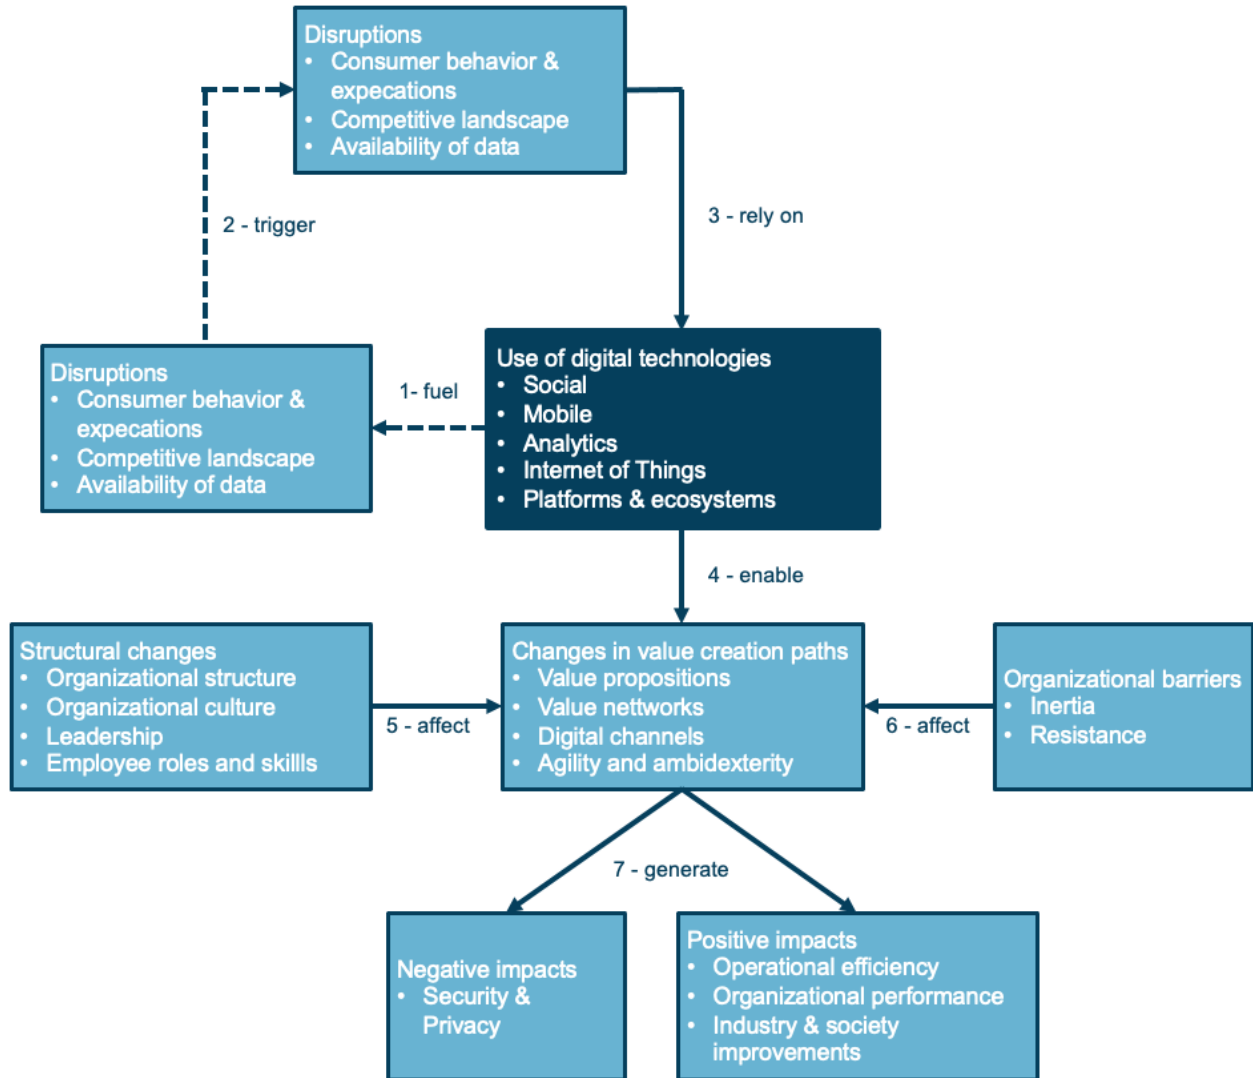 Disruptions
• Consumer behavior &
expecations
• Competitive landscape
• Availability of data
2 - trigger
3 - rely on
Disruptions
• Consumer behavior &
expecations
• Competitive landscape
• Availability of data
1- fuel
Use of digital technologies
• Social
• Mobile
• Analytics
• Internet of Things
• Platforms & ecosystems
4 - enable
Structural changes
• Organizational structure
• Organizational culture
• Leadership
• Employee roles and skillls
5 - affect
Changes in value creation paths
• Value propositions
• Value nettworks
• Digital channels
• Agility and ambidexterity
6 - affect
Organizational barriers
• Inertia
• Resistance
7 - generate
Negative impacts
• Security &
Privacy
Positive impacts
• Operational efficiency
• Organizational performance
• Industry & society
improvements